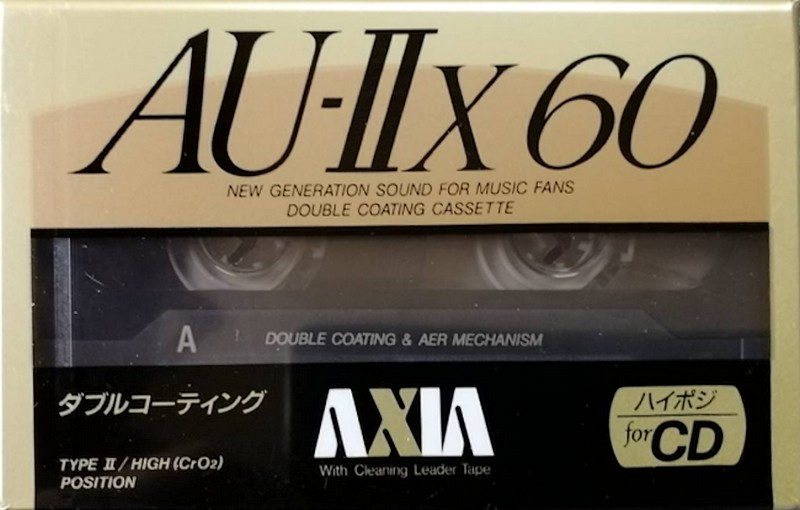 AU-IIx 60
NEW GENERATION SOUND FOR MUSIC FANS
DOUBLE COATING CASSETTE
A DOUBLE COATING & AER MECHANISM
ダブルコーティング
TYPE II / HIGH (CrO2)
POSITION
AXIA
With Cleaning Leader Tape
ハイポジ
for CD